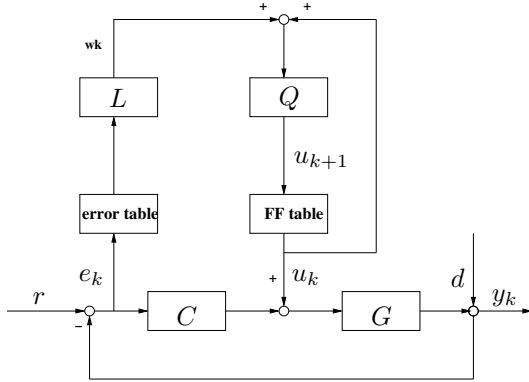 + +
wk
L Q
u_{k+1}
error table FF table
e_k + u_k
r C G d y_k
−